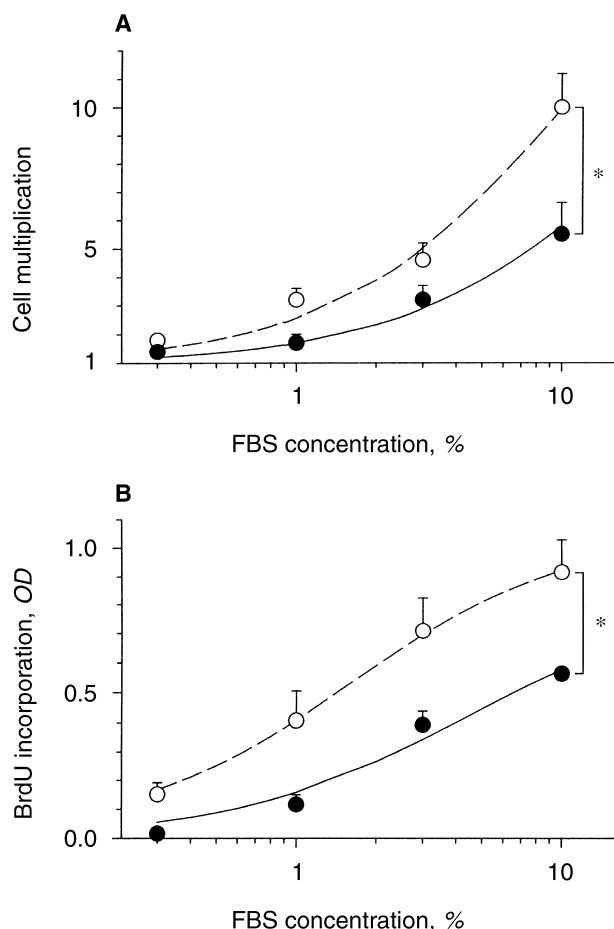 A
Cell multiplication
10
5
1
*
1 10
FBS concentration, %
B
BrdU incorporation, OD
1.0
0.5
0.0
*
1 10
FBS concentration, %